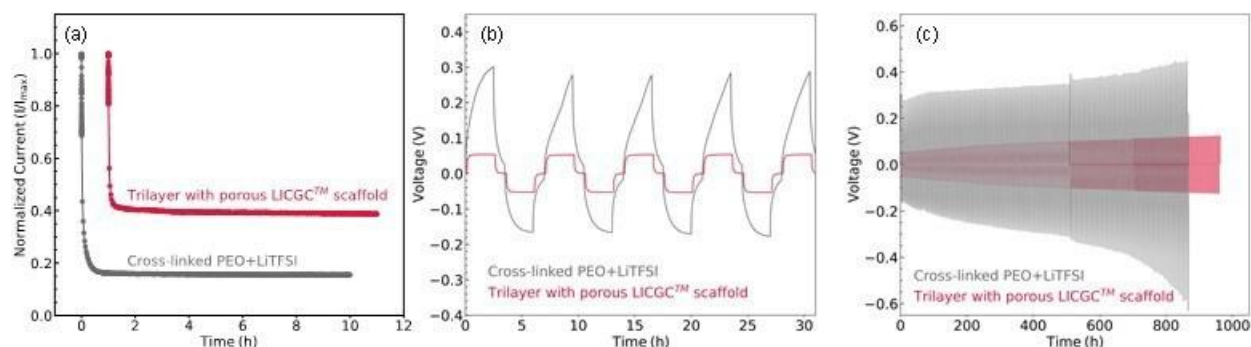 (a)
Normalized Current (I/Imax)
1.0
0.8
0.6
0.4
0.2
0.0
Trilayer with porous LICGC™ scaffold
Cross-linked PEO+LiTFSI
0 2 4 6 8 10 12
Time (h)
(b)
Voltage (V)
0.4
0.3
0.2
0.1
0.0
−0.1
−0.2
−0.3
−0.4
Cross-linked PEO+LiTFSI
Trilayer with porous LICGC™ scaffold
0 5 10 15 20 25 30
Time (h)
(c)
Voltage (V)
0.6
0.4
0.2
0.0
−0.2
−0.4
−0.6
Cross-linked PEO+LiTFSI
Trilayer with porous LICGC™ scaffold
0 200 400 600 800 1000
Time (h)